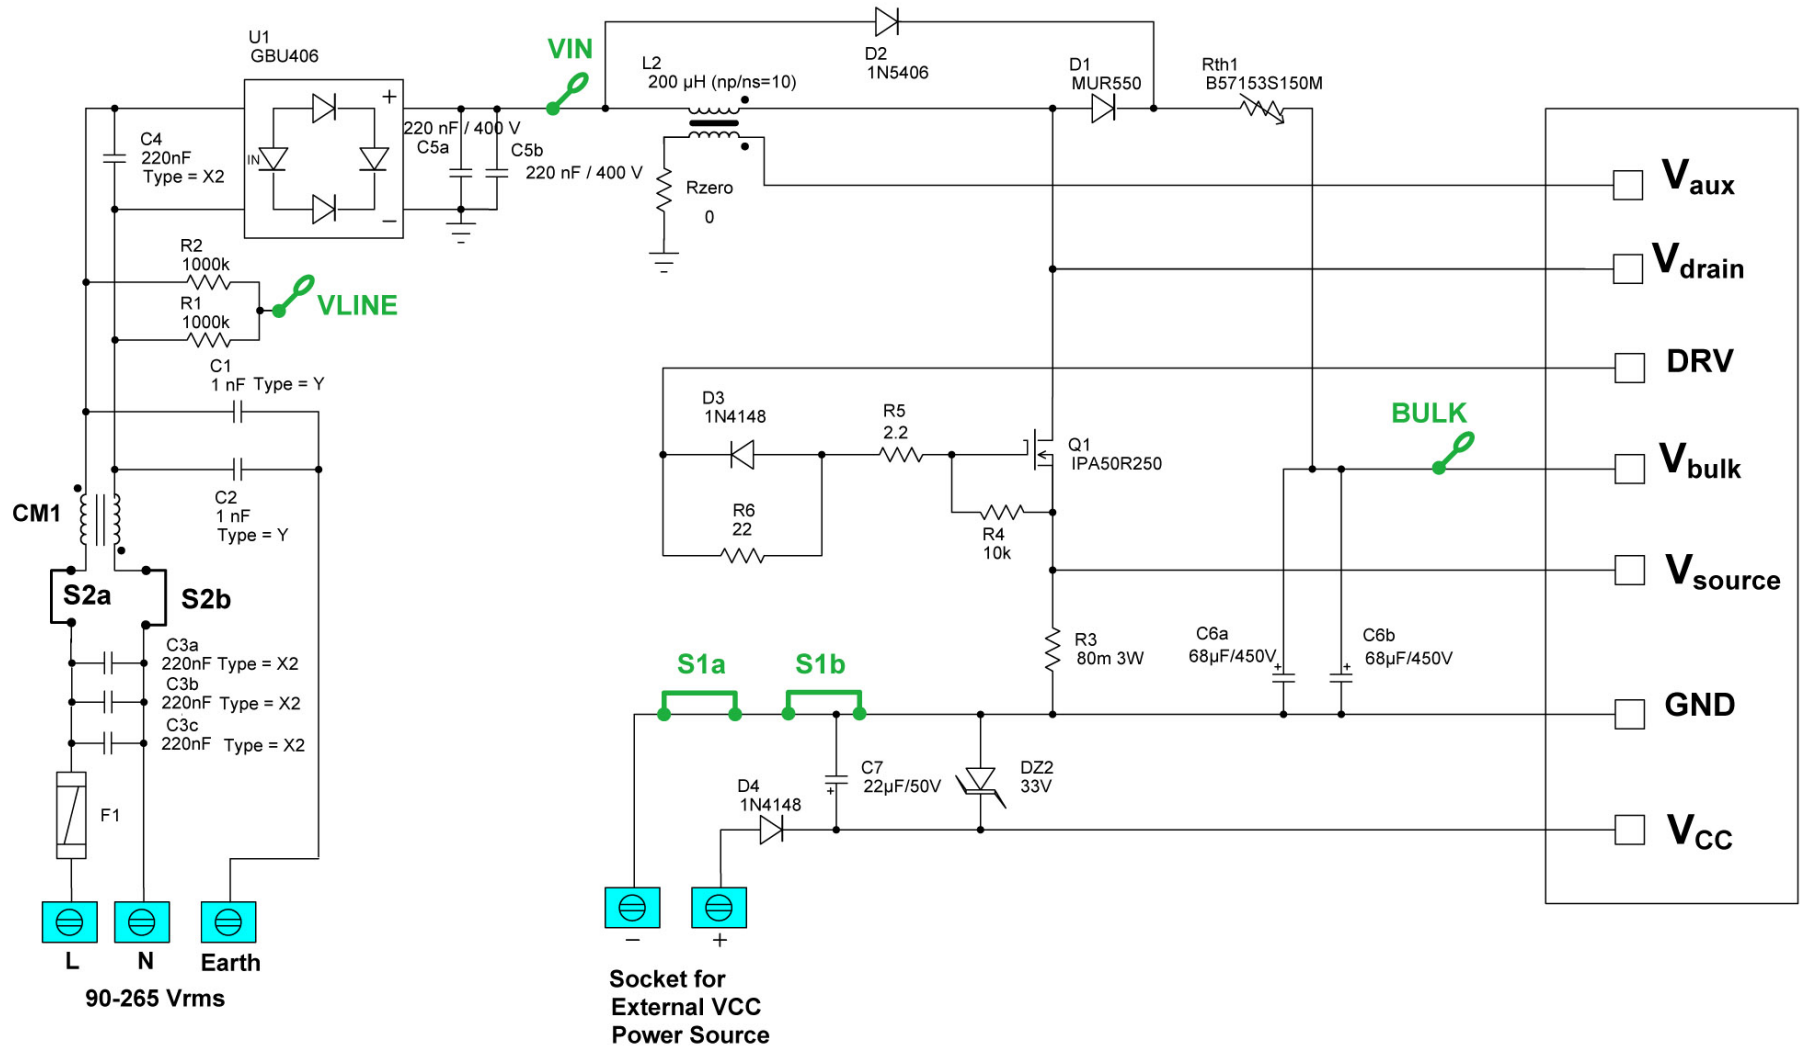 U1
GBU406
VIN
D2
1N5406
L2
200 µH (np/ns=10)
D1
MUR550
Rth1
B57153S150M
+
220 nF / 400 V
C5a
C5b
220 nF / 400 V
C4
220nF
Type = X2
IN
−
Rzero
0
Vaux
Vdrain
R2
1000k
R1
1000k
VLINE
C1
1 nF Type = Y
DRV
D3
1N4148
R5
2.2
BULK
Q1
IPA50R250
Vbulk
C2
1 nF
Type = Y
CM1
R6
22
R4
10k
S2a
S2b
Vsource
C3a
220nF Type = X2
C3b
220nF Type = X2
C3c
220nF Type = X2
S1a
S1b
R3
80m 3W
C6a
68µF/450V
+
C6b
68µF/450V
+
GND
F1
D4
1N4148
C7
22µF/50V
+
DZ2
33V
VCC
L
N
Earth
90-265 Vrms
−
+
Socket for
External VCC
Power Source